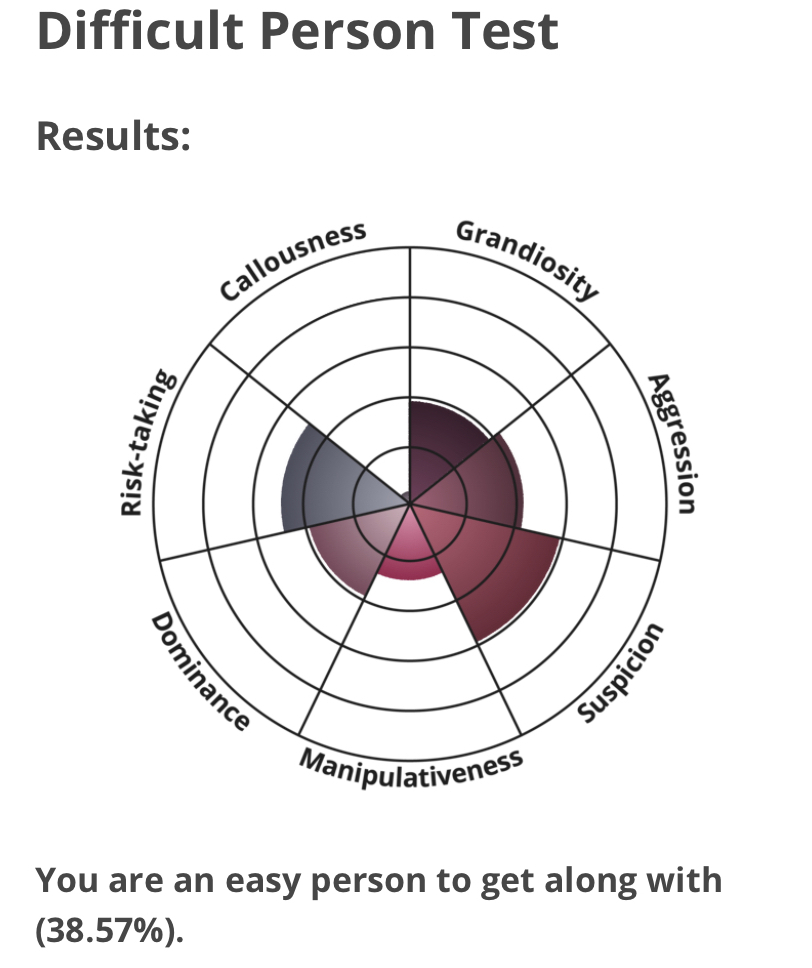 Difficult Person Test
Results:
Callousness
Grandiosity
Risk-taking
Aggression
Dominance
Suspicion
Manipulativeness
You are an easy person to get along with
(38.57%).